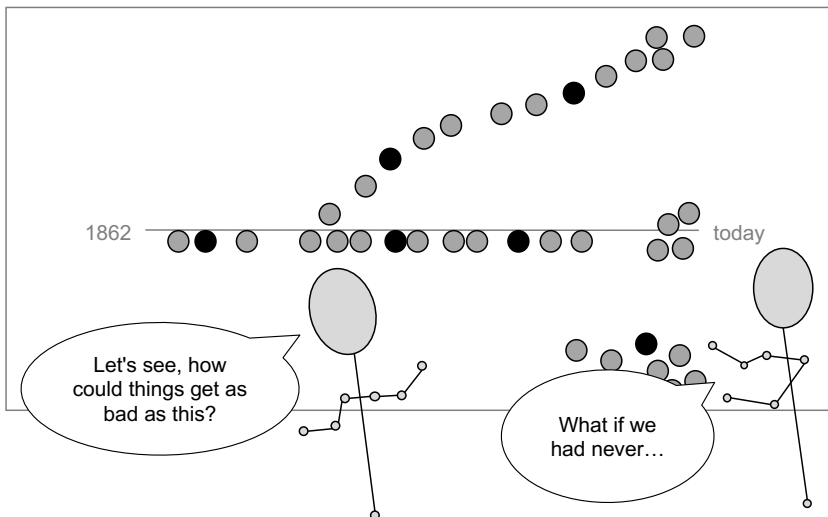 1862
today
Let's see, how
could things get as
bad as this?
What if we
had never…